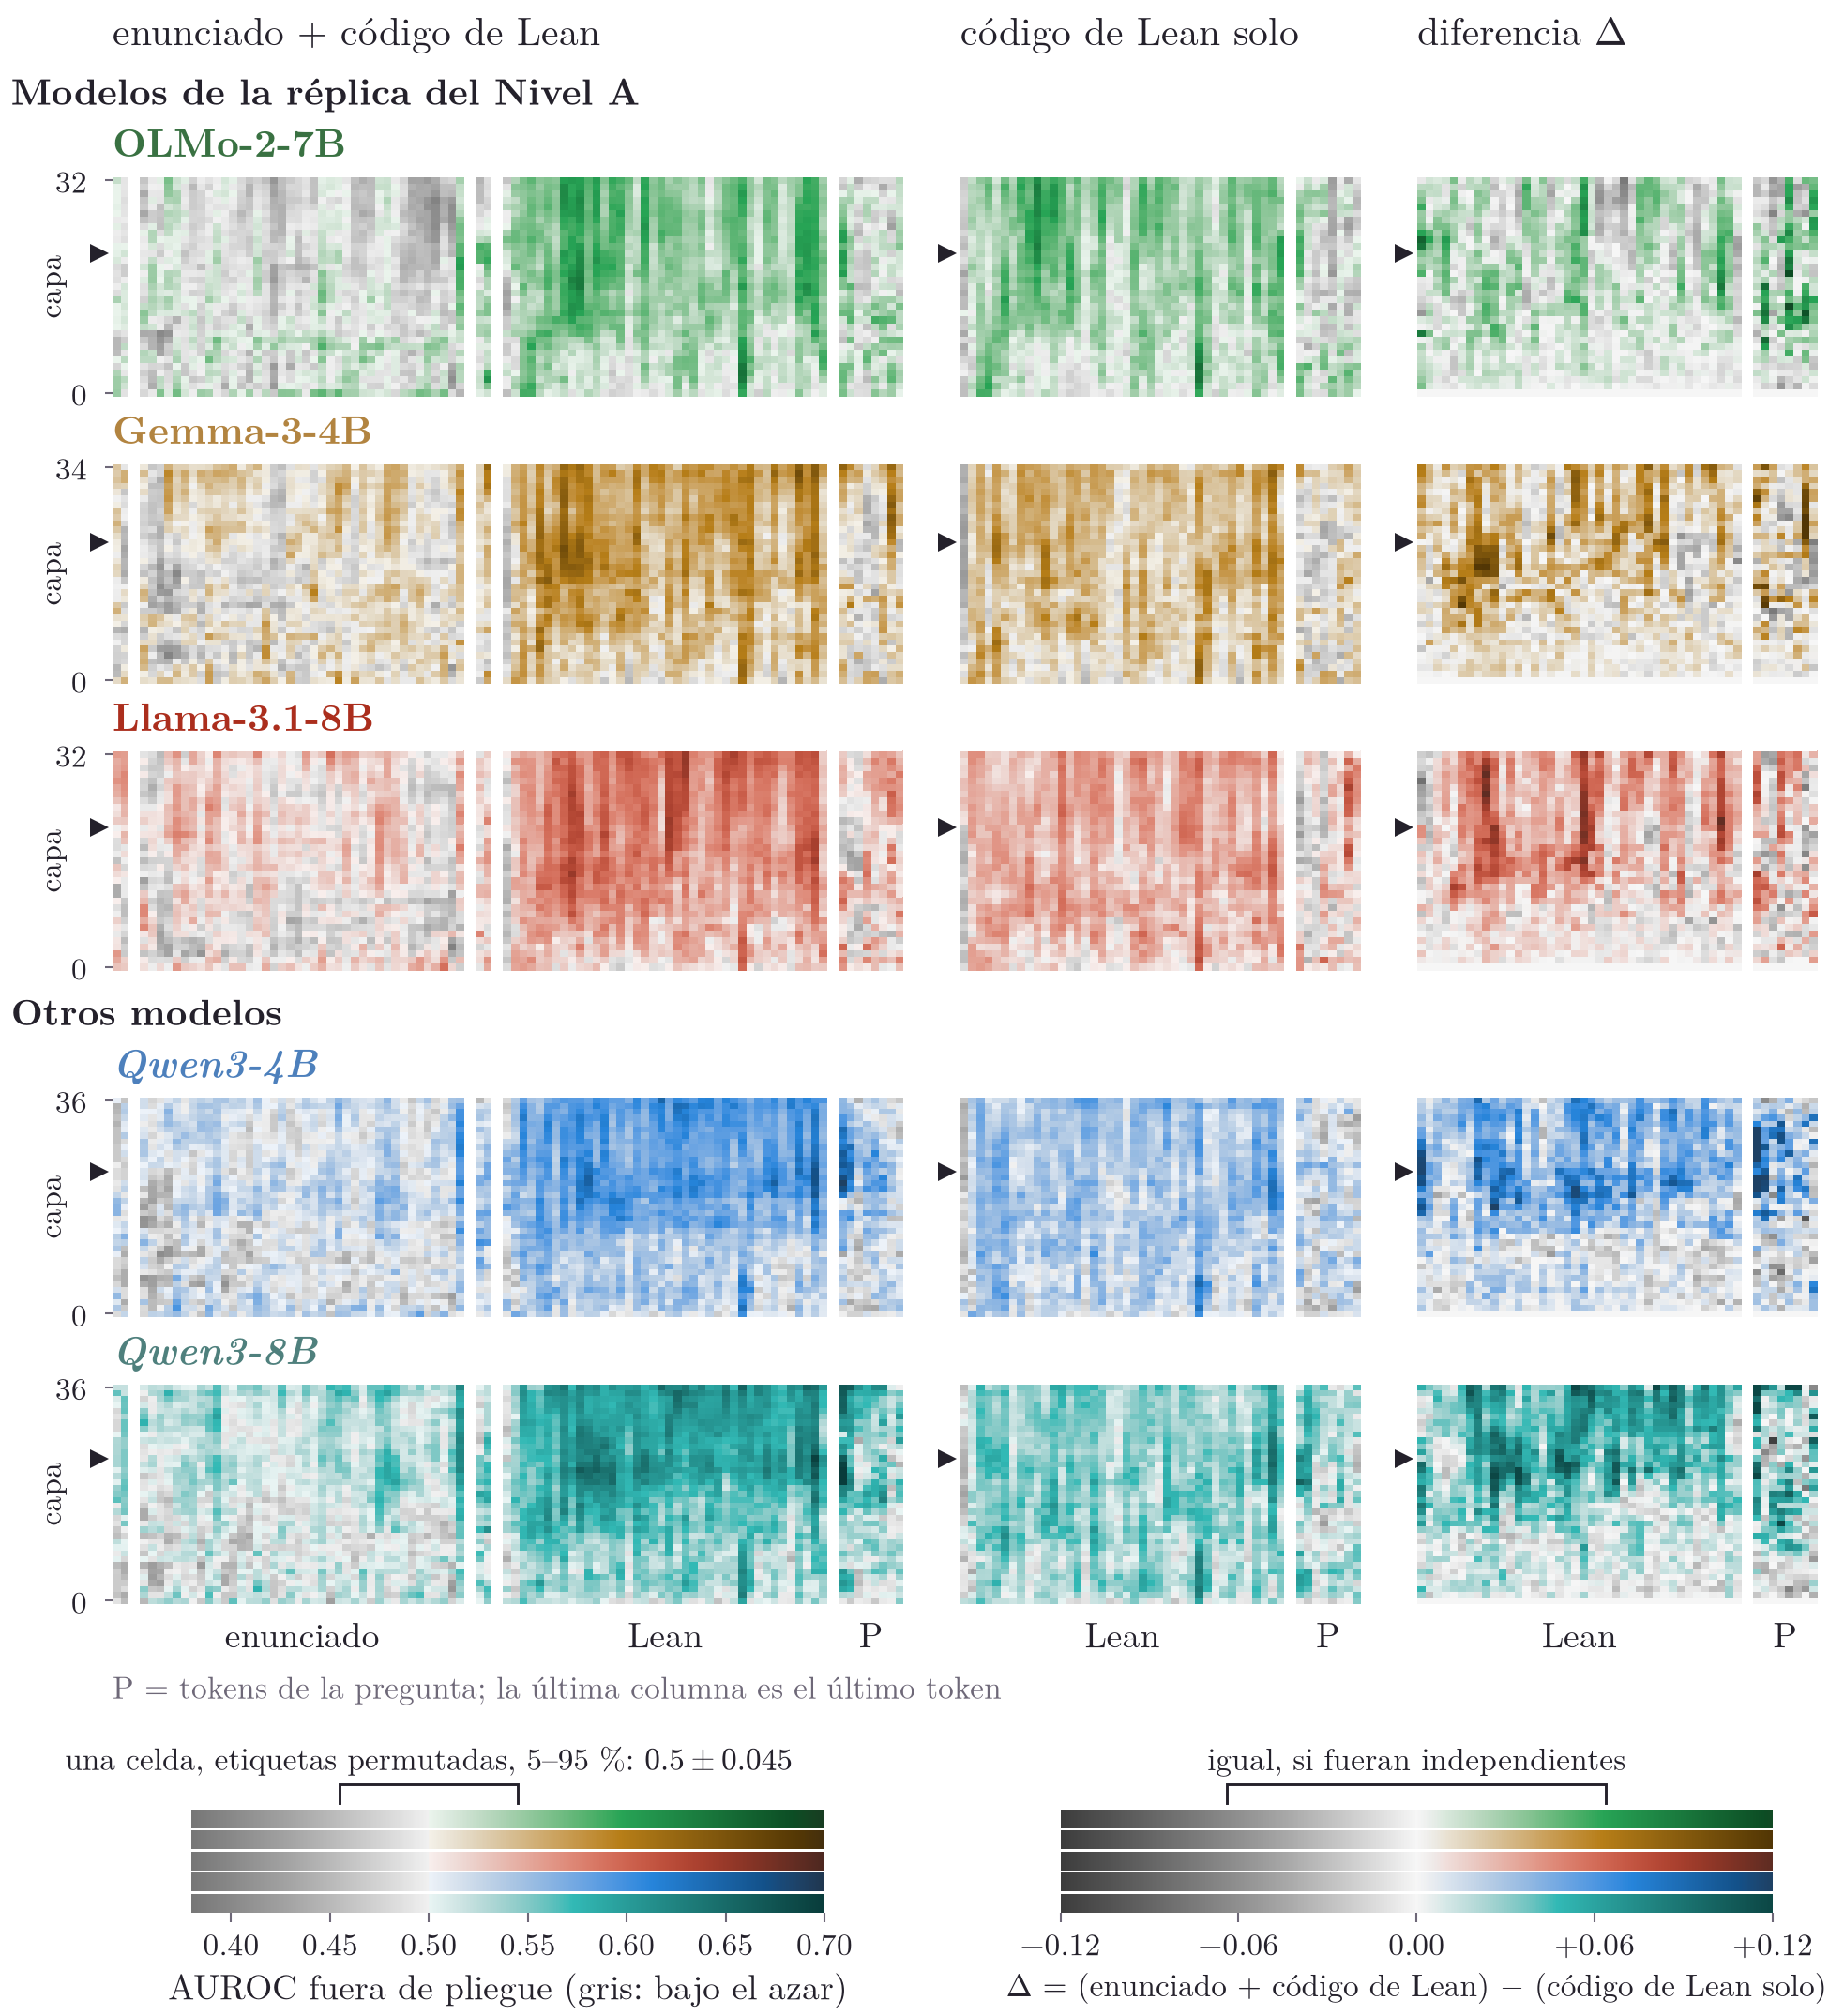 enunciado + código de Lean
código de Lean solo
diferencia Δ
Modelos de la réplica del Nivel A
OLMo-2-7B
32
capa
0
Gemma-3-4B
34
capa
0
Llama-3.1-8B
32
capa
0
Otros modelos
Qwen3-4B
36
capa
0
Qwen3-8B
36
capa
0
enunciado
Lean
P
Lean
P
Lean
P
P = tokens de la pregunta; la última columna es el último token
una celda, etiquetas permutadas, 5–95 %: 0.5 ± 0.045
0.40 0.45 0.50 0.55 0.60 0.65 0.70
AUROC fuera de pliegue (gris: bajo el azar)
igual, si fueran independientes
−0.12 −0.06 0.00 +0.06 +0.12
Δ = (enunciado + código de Lean) − (código de Lean solo)